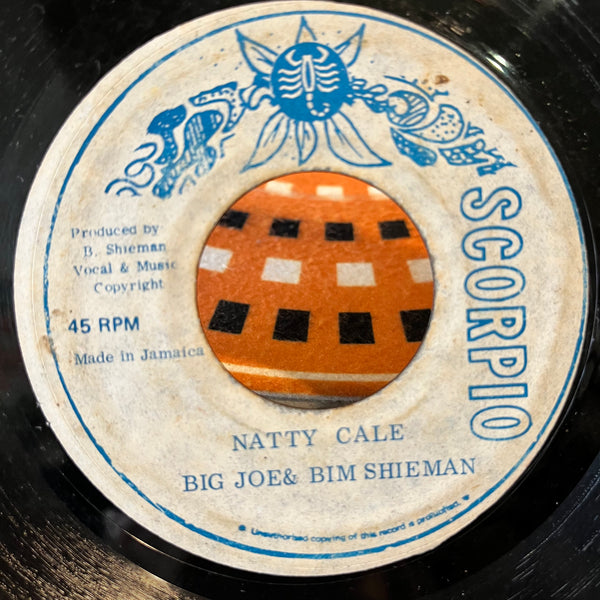 SCORPIO
Produced by
B. Shieman
Vocal & Music
Copyright
45 RPM
Made in Jamaica
NATTY CALE
BIG JOE& BIM SHIEMAN
Unauthorised copying of this record is prohibited.